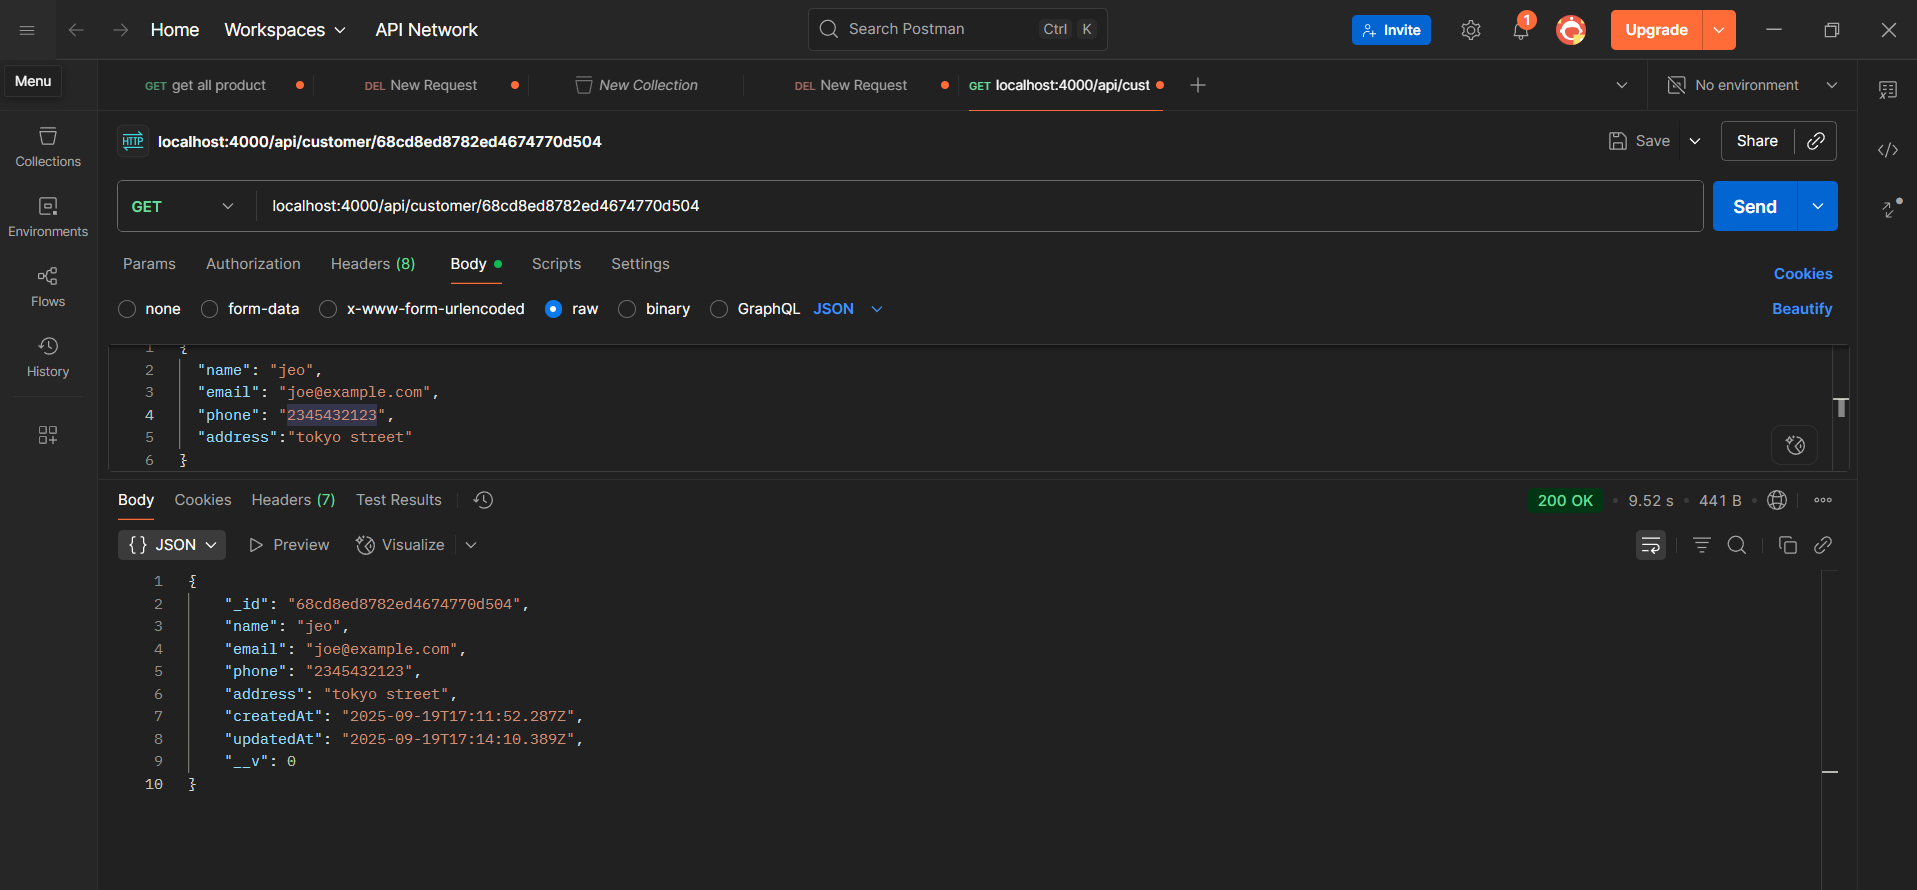 Home Workspaces API Network Search Postman Ctrl K Invite 1 Upgrade
Menu
GET get all product DEL New Request New Collection DEL New Request GET localhost:4000/api/cust No environment
HTTP localhost:4000/api/customer/68cd8ed8782ed4674770d504 Save Share
Collections
Environments
Flows
History
GET localhost:4000/api/customer/68cd8ed8782ed4674770d504 Send
Params Authorization Headers (8) Body Scripts Settings Cookies
none form-data x-www-form-urlencoded raw binary GraphQL JSON Beautify
1 {
2 "name": "jeo",
3 "email": "joe@example.com",
4 "phone": "2345432123",
5 "address":"tokyo street"
6 }
Body Cookies Headers (7) Test Results 200 OK • 9.52 s • 441 B •
{} JSON Preview Visualize
1 {
2 "_id": "68cd8ed8782ed4674770d504",
3 "name": "jeo",
4 "email": "joe@example.com",
5 "phone": "2345432123",
6 "address": "tokyo street",
7 "createdAt": "2025-09-19T17:11:52.287Z",
8 "updatedAt": "2025-09-19T17:14:10.389Z",
9 "__v": 0
10 }